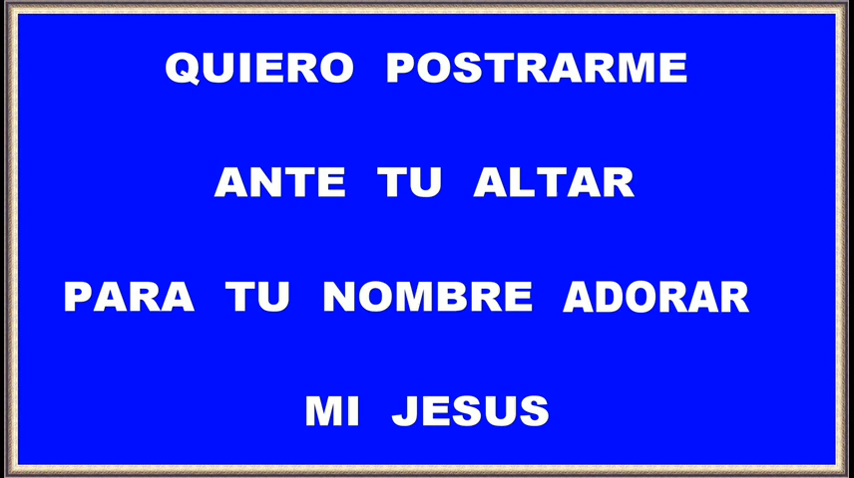 QUIERO POSTRARME
ANTE TU ALTAR
PARA TU NOMBRE ADORAR
MI JESUS